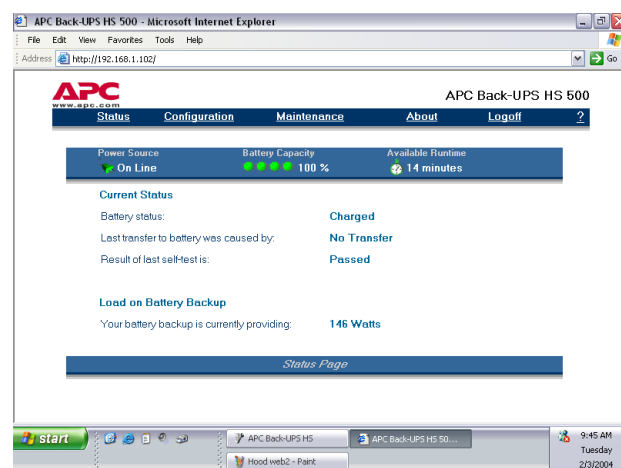 APC Back-UPS HS 500 - Microsoft Internet Explorer
File Edit View Favorites Tools Help
Address http://192.168.1.102/ Go
APC
www.apc.com
APC Back-UPS HS 500
Status Configuration Maintenance About Logoff ?
Power Source Battery Capacity Available Runtime
On Line 100 % 14 minutes
Current Status
Battery status: Charged
Last transfer to battery was caused by: No Transfer
Result of last self-test is: Passed
Load on Battery Backup
Your battery backup is currently providing: 146 Watts
Status Page
start APC Back-UPS HS APC Back-UPS HS 50... 9:45 AM
Tuesday
Hood web2 - Paint 2/3/2004